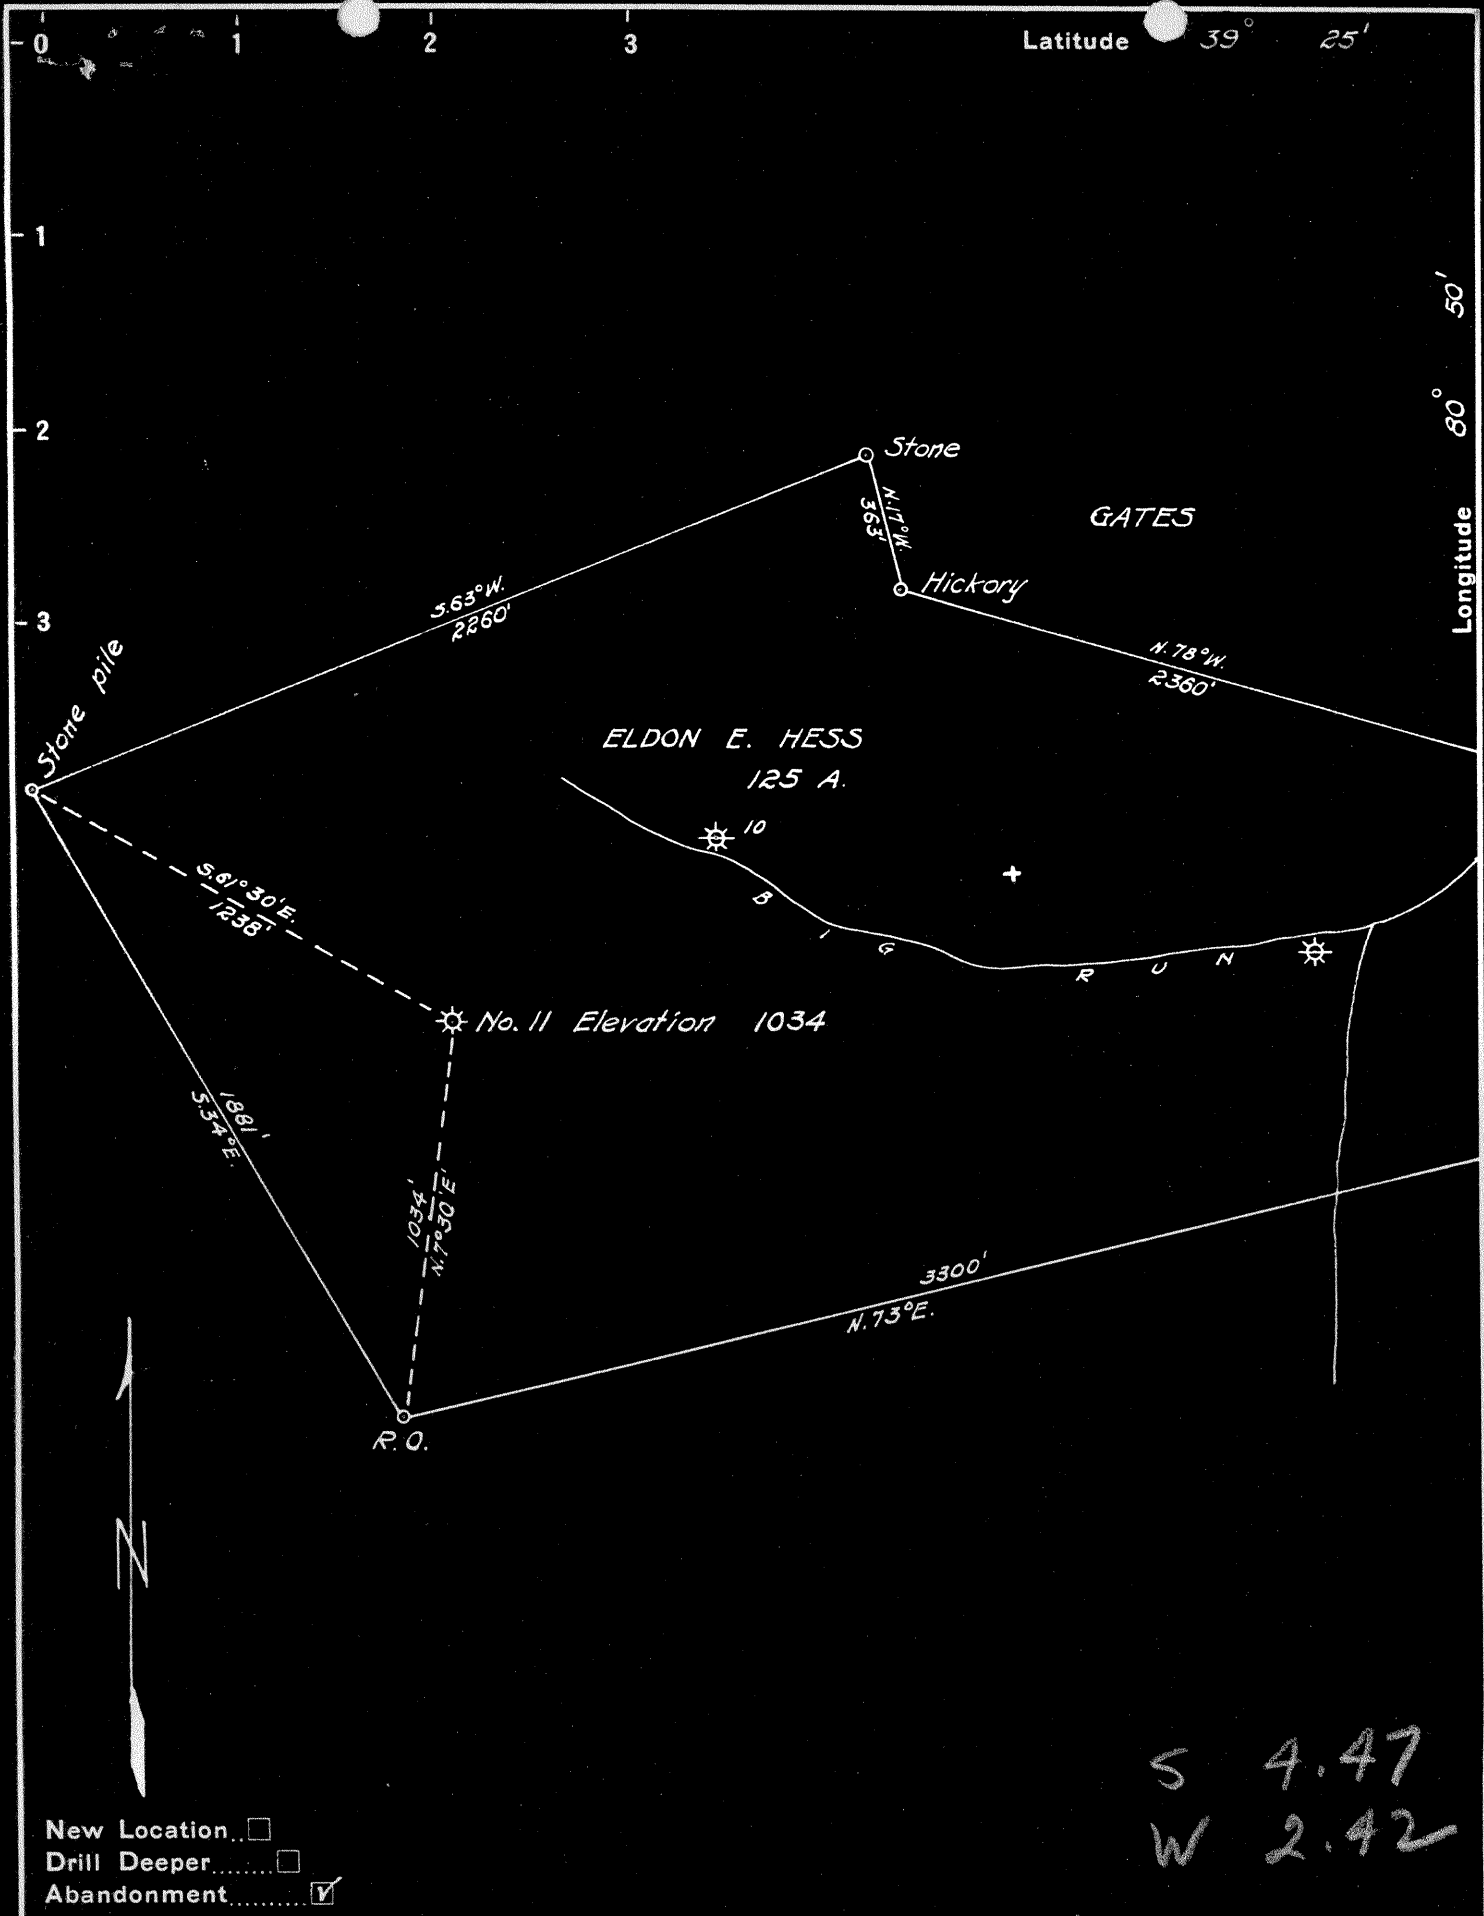 0 1 2 3 Latitude 39° 25'
1
2
3
Longitude 80° 50'
Stone
N.17°W.
363'
GATES
Hickory
S.63°W.
2260'
N.78°W.
2360'
Stone pile
ELDON E. HESS
125 A.
10
BIG RUN
S.61°30'E.
1238'
No. 11 Elevation 1034
1881'
S.34°E.
1034'
N.7°30'E
3300'
N.73°E.
R.O.
N
S 4.47
W 2.42
New Location..
Drill Deeper.......
Abandonment.......... ✓